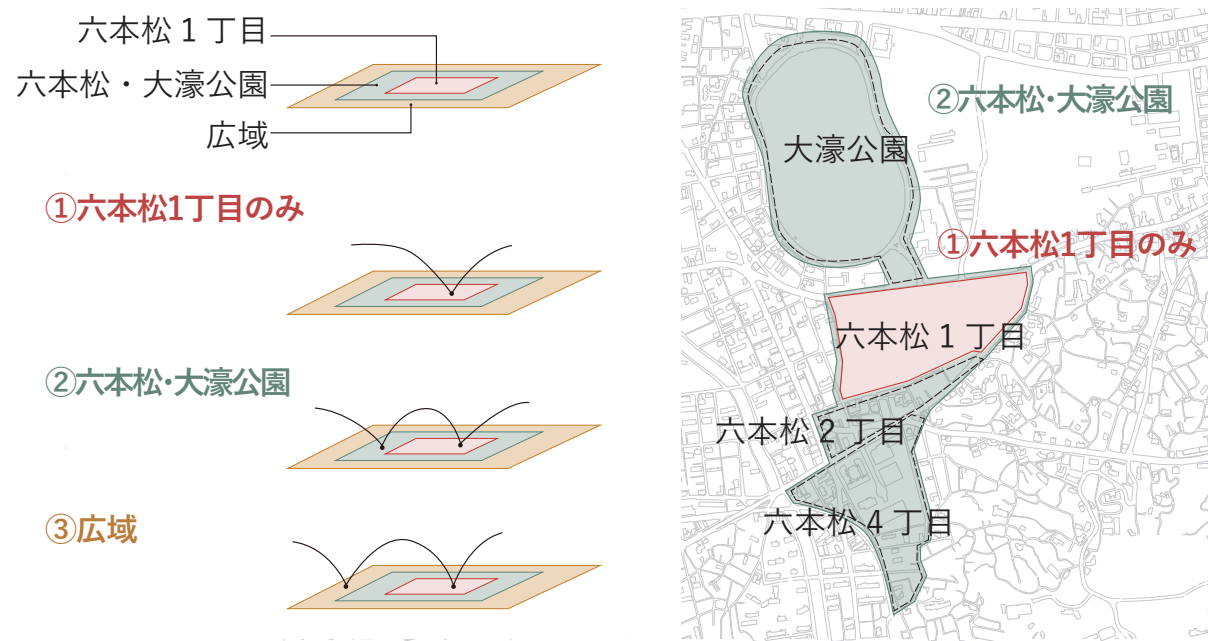 六本松 1 丁目
六本松・大濠公園
広域
①六本松1丁目のみ
②六本松・大濠公園
③広域
②六本松・大濠公園
大濠公園
①六本松1丁目のみ
六本松 1 丁目
六本松 2 丁目
六本松 4 丁目